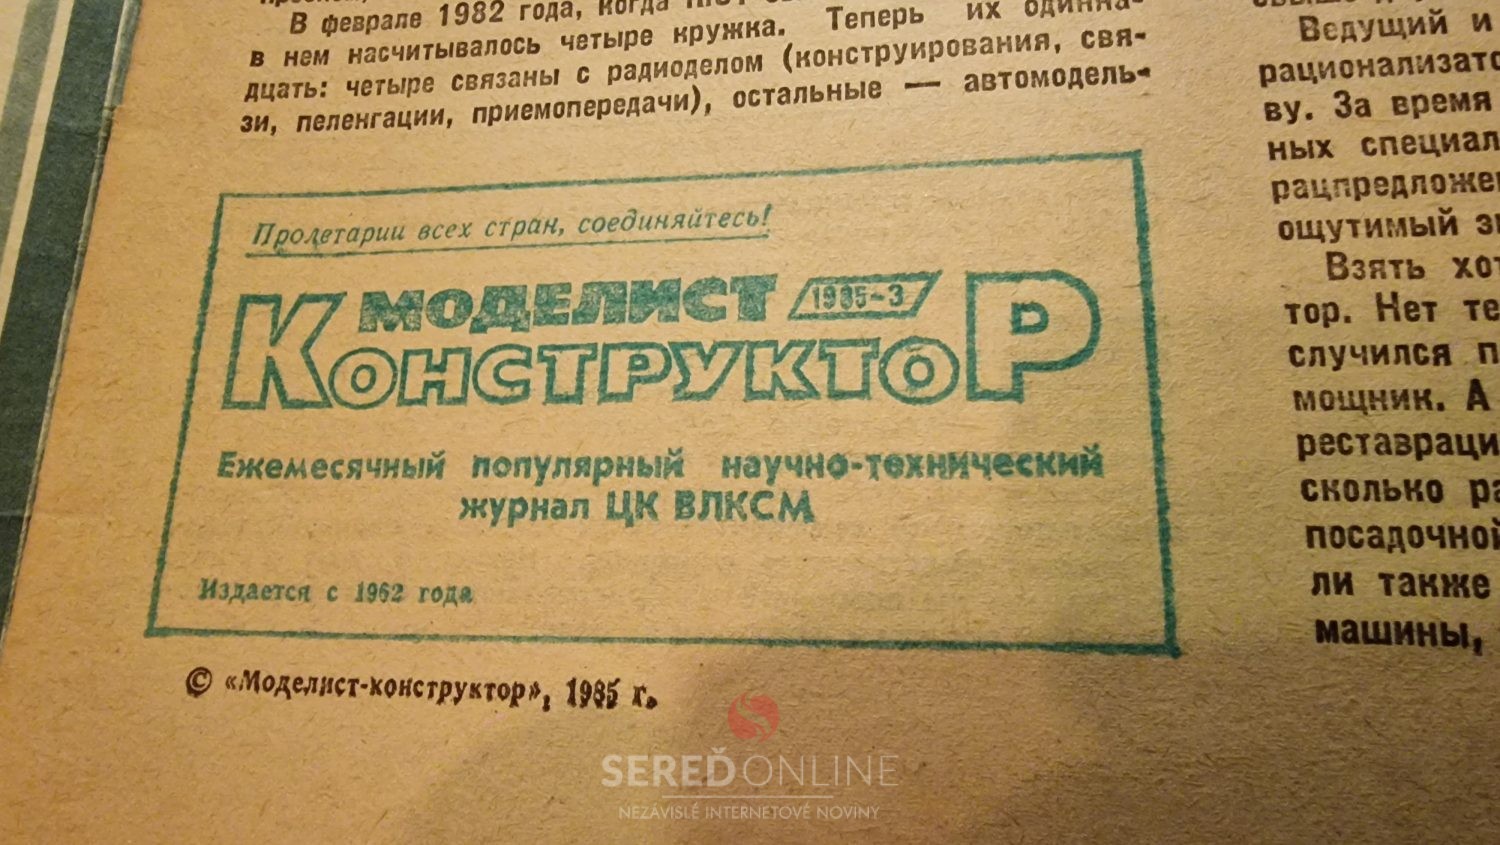 В феврале 1982 года, когда
в нем насчитывалось четыре кружка. Теперь их одинна-
дцать: четыре связаны с радиоделом (конструирования, свя-
зи, пеленгации, приемопередачи), остальные — автомодель-
Пролетарии всех стран, соединяйтесь!
МОДЕЛИСТ 1985-3
КОНСТРУКТОР
Ежемесячный популярный научно-технический
журнал ЦК ВЛКСМ
Издается с 1962 года
© «Моделист-конструктор», 1985 г.
Ведущий и
рационализато
ву. За время
ных специал
рацпредложе
ощутимый
Взять хот
тор. Нет те
случился п
мощник. А
реставраци
сколько ра
посадочной
ли также
машины,
SEREĎONLINE
NEZÁVISLÉ INTERNETOVÉ NOVINY